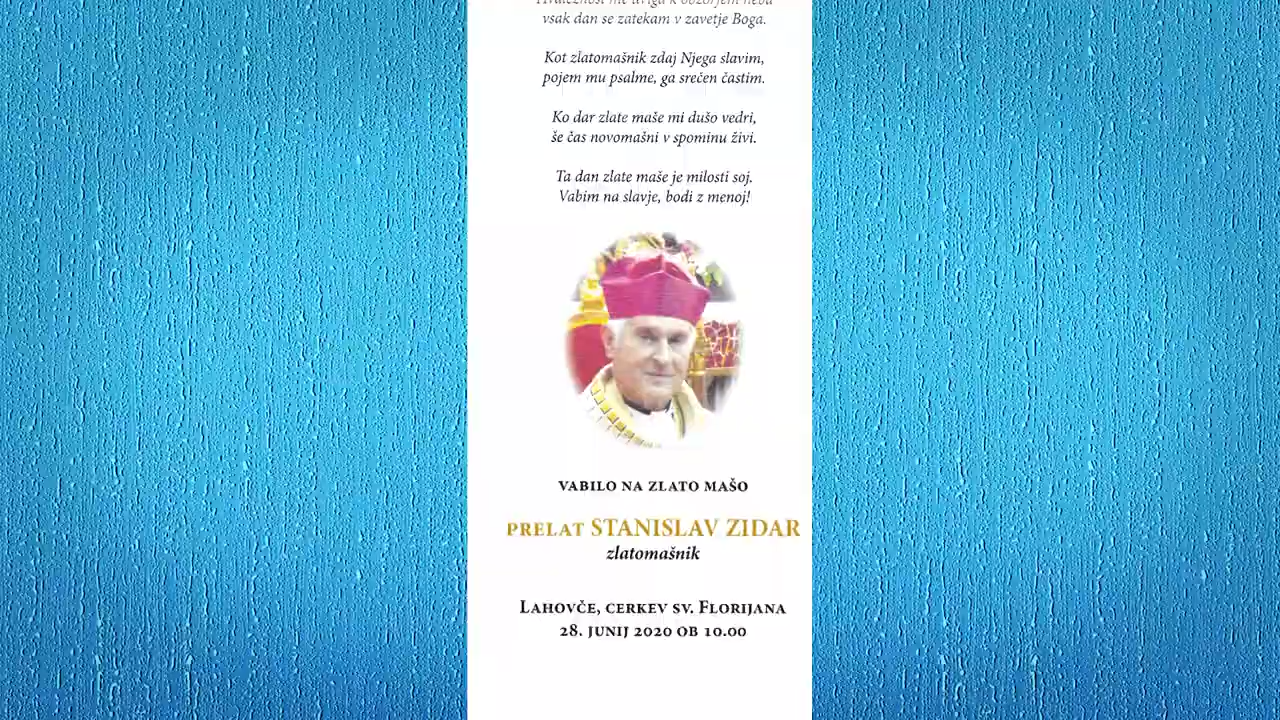 vsak dan se zatekam v zavetje Boga.
Kot zlatomašnik zdaj Njega slavim,
pojem mu psalme, ga srečen častim.
Ko dar zlate maše mi dušo vedri,
še čas novomašni v spominu živi.
Ta dan zlate maše je milosti soj.
Vabim na slavje, bodi z menoj!
VABILO NA ZLATO MAŠO
PRELAT STANISLAV ZIDAR
zlatomašnik
LAHOVČE, CERKEV SV. FLORIJANA
28. JUNIJ 2020 OB 10.00